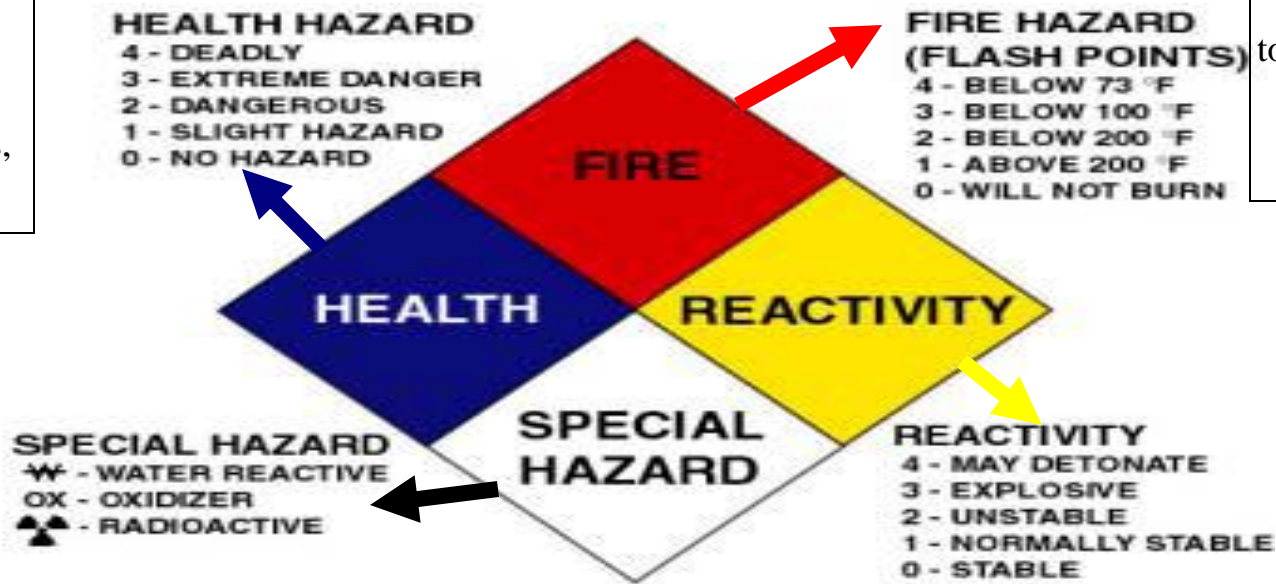 HEALTH HAZARD
4 - DEADLY
3 - EXTREME DANGER
2 - DANGEROUS
1 - SLIGHT HAZARD
0 - NO HAZARD
FIRE HAZARD
(FLASH POINTS)
4 - BELOW 73 °F
3 - BELOW 100 °F
2 - BELOW 200 °F
1 - ABOVE 200 °F
0 - WILL NOT BURN
FIRE
HEALTH
REACTIVITY
SPECIAL
HAZARD
SPECIAL HAZARD
W̶ - WATER REACTIVE
OX - OXIDIZER
☢ - RADIOACTIVE
REACTIVITY
4 - MAY DETONATE
3 - EXPLOSIVE
2 - UNSTABLE
1 - NORMALLY STABLE
0 - STABLE